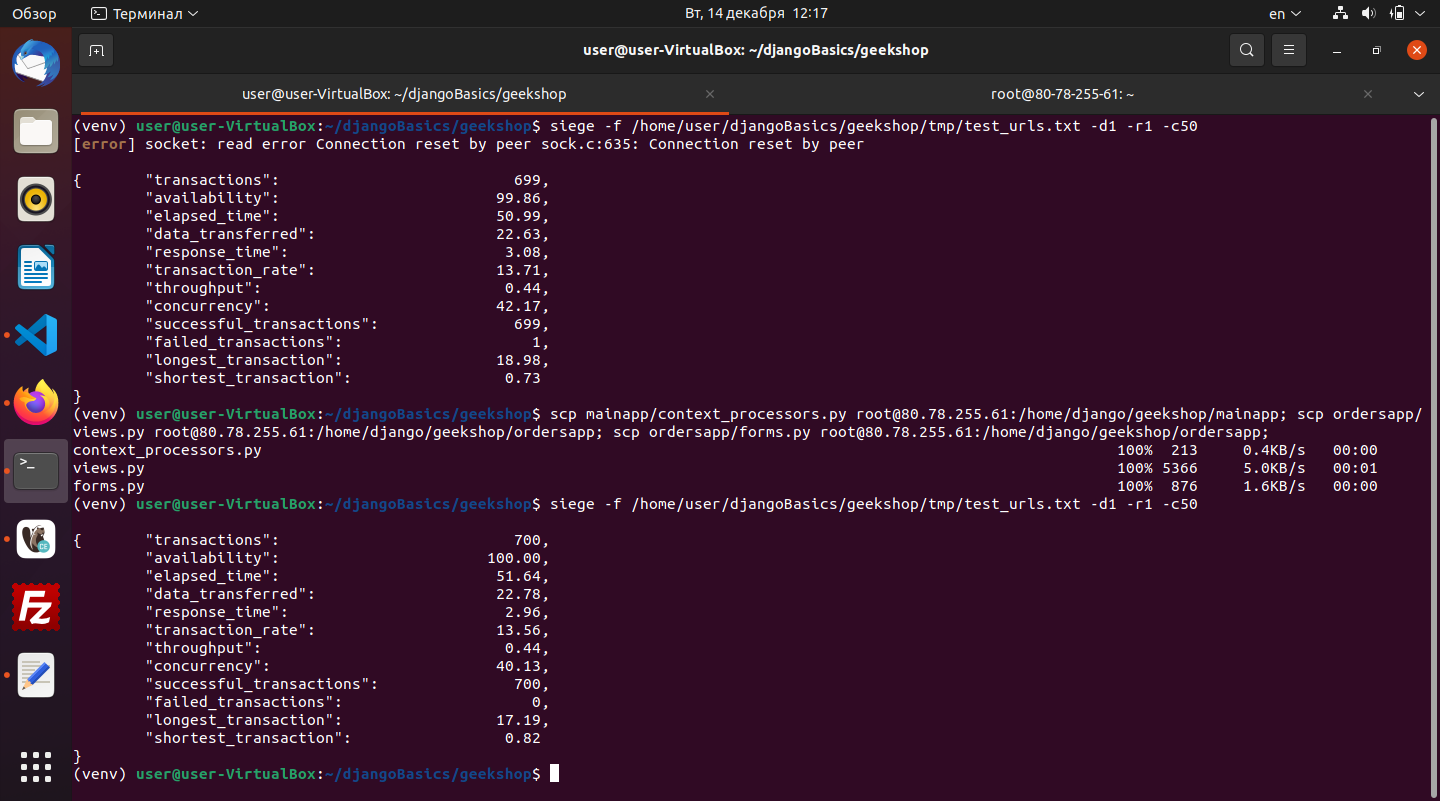 Обзор Терминал Вт, 14 декабря 12:17 en
user@user-VirtualBox: ~/djangoBasics/geekshop
user@user-VirtualBox: ~/djangoBasics/geekshop root@80-78-255-61: ~
(venv) user@user-VirtualBox:~/djangoBasics/geekshop$ siege -f /home/user/djangoBasics/geekshop/tmp/test_urls.txt -d1 -r1 -c50
[error] socket: read error Connection reset by peer sock.c:635: Connection reset by peer
{ "transactions": 699,
"availability": 99.86,
"elapsed_time": 50.99,
"data_transferred": 22.63,
"response_time": 3.08,
"transaction_rate": 13.71,
"throughput": 0.44,
"concurrency": 42.17,
"successful_transactions": 699,
"failed_transactions": 1,
"longest_transaction": 18.98,
"shortest_transaction": 0.73
}
(venv) user@user-VirtualBox:~/djangoBasics/geekshop$ scp mainapp/context_processors.py root@80.78.255.61:/home/django/geekshop/mainapp; scp ordersapp/
views.py root@80.78.255.61:/home/django/geekshop/ordersapp; scp ordersapp/forms.py root@80.78.255.61:/home/django/geekshop/ordersapp;
context_processors.py 100% 213 0.4KB/s 00:00
views.py 100% 5366 5.0KB/s 00:01
forms.py 100% 876 1.6KB/s 00:00
(venv) user@user-VirtualBox:~/djangoBasics/geekshop$ siege -f /home/user/djangoBasics/geekshop/tmp/test_urls.txt -d1 -r1 -c50
{ "transactions": 700,
"availability": 100.00,
"elapsed_time": 51.64,
"data_transferred": 22.78,
"response_time": 2.96,
"transaction_rate": 13.56,
"throughput": 0.44,
"concurrency": 40.13,
"successful_transactions": 700,
"failed_transactions": 0,
"longest_transaction": 17.19,
"shortest_transaction": 0.82
}
(venv) user@user-VirtualBox:~/djangoBasics/geekshop$